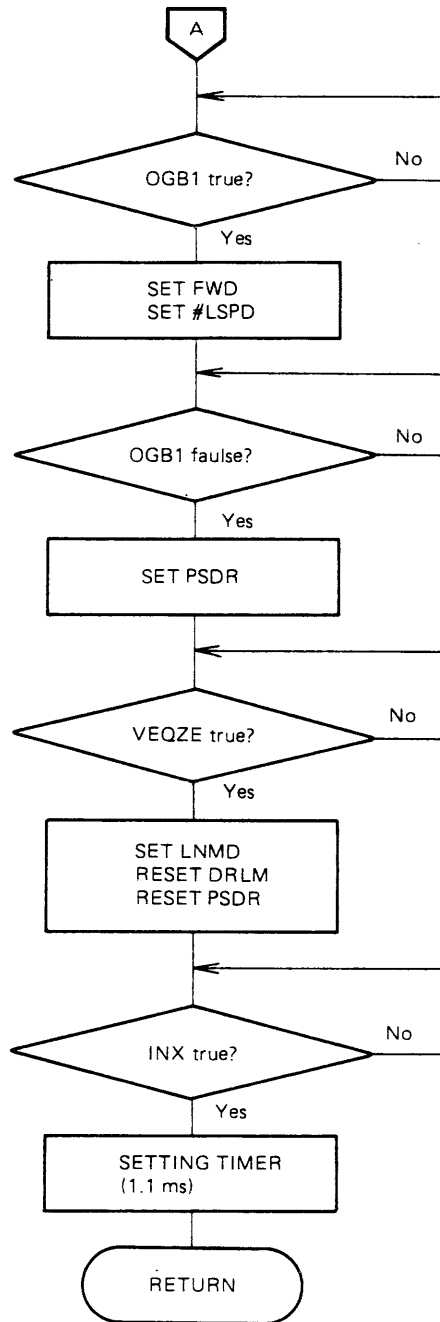 A
OGB1 true?
No
Yes
SET FWD
SET #LSPD
OGB1 faulse?
No
Yes
SET PSDR
VEQZE true?
No
Yes
SET LNMD
RESET DRLM
RESET PSDR
INX true?
No
Yes
SETTING TIMER
(1.1 ms)
RETURN